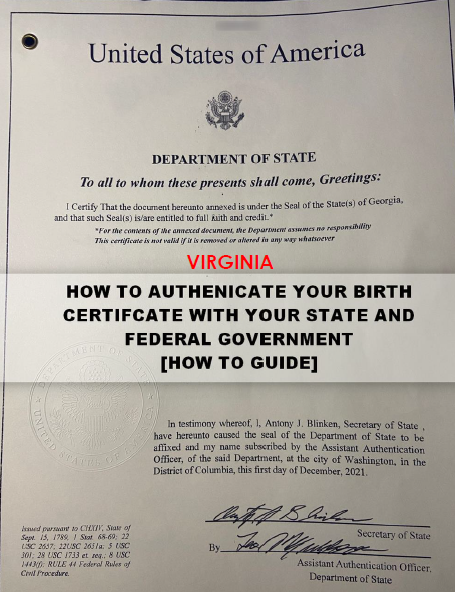 United States of America
DEPARTMENT OF STATE
To all to whom these presents shall come, Greetings:
I Certify That the document hereunto annexed is under the Seal of the State(s) of Georgia,
and that such Seal(s) is/are entitled to full faith and credit.*
*For the contents of the annexed document, the Department assumes no responsibility
This certificate is not valid if it is removed or altered in any way whatsoever
VIRGINIA
HOW TO AUTHENICATE YOUR BIRTH
CERTIFCATE WITH YOUR STATE AND
FEDERAL GOVERNMENT
[HOW TO GUIDE]
In testimony whereof, I, Antony J. Blinken, Secretary of State ,
have hereunto caused the seal of the Department of State to be
affixed and my name subscribed by the Assistant Authentication
Officer, of the said Department, at the city of Washington, in the
District of Columbia, this first day of December, 2021.
Secretary of State
By
Assistant Authentication Officer,
Department of State
Issued pursuant to CHXIV, State of
Sept. 15, 1789, 1 Stat. 68-69; 22
USC 2657; 22USC 2651a; 5 USC
301; 28 USC 1733 et. seq.; 8 USC
1443(f); RULE 44 Federal Rules of
Civil Procedure.